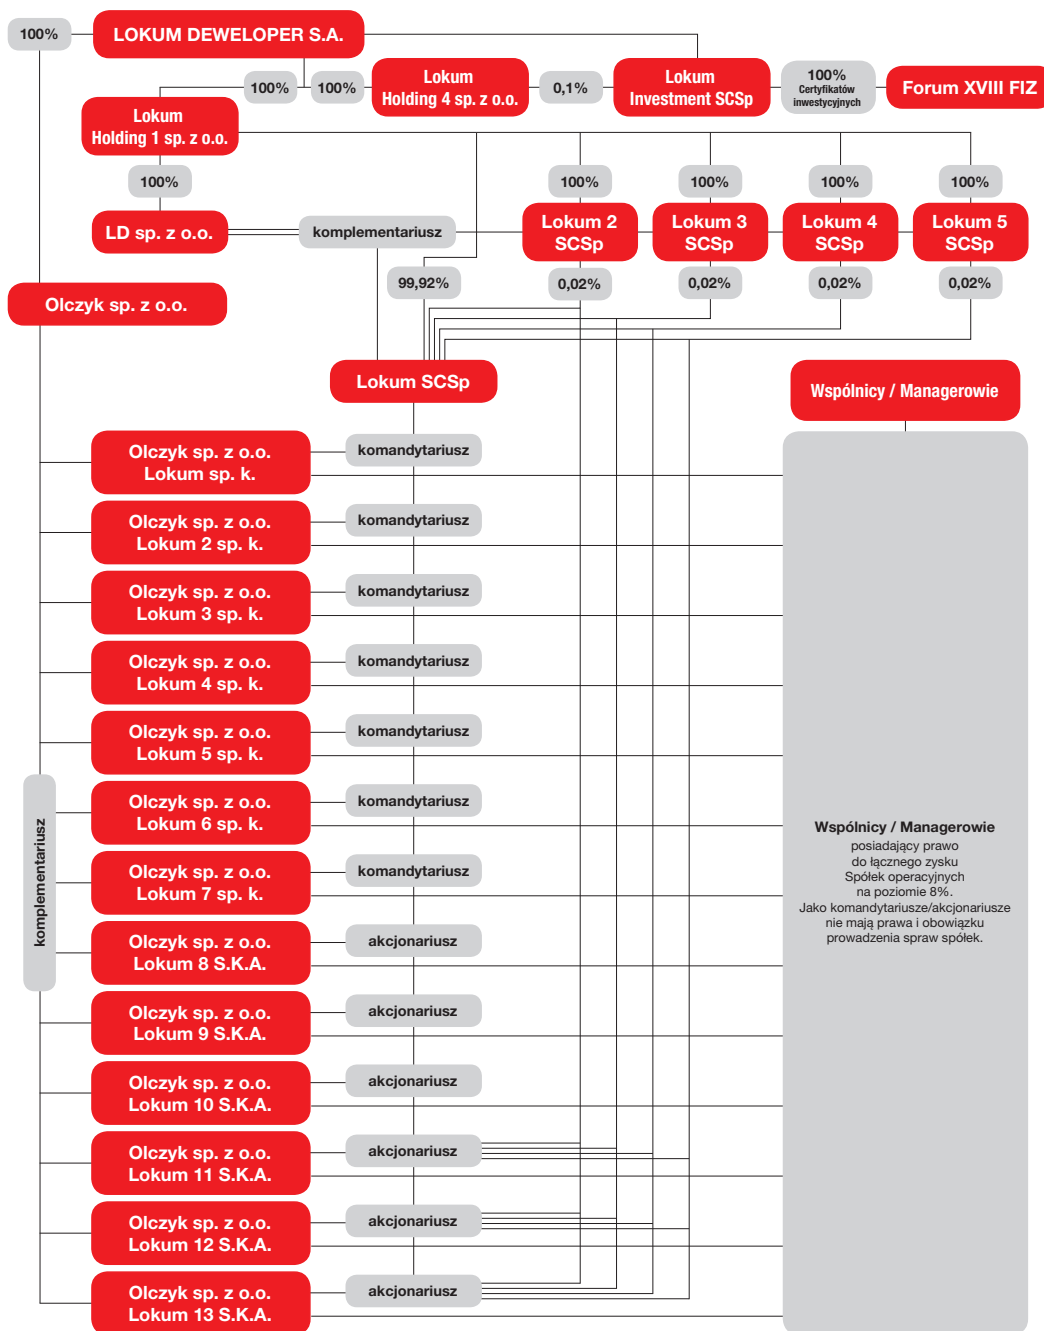 100%
LOKUM DEWELOPER S.A.
100%
100%
Lokum
Holding 4 sp. z o.o.
0,1%
Lokum
Investment SCSp
100%
Certyfikatów
inwestycyjnych
Forum XVIII FIZ
Lokum
Holding 1 sp. z o.o.
100%
100%
100%
100%
100%
LD sp. z o.o.
komplementariusz
Lokum 2
SCSp
Lokum 3
SCSp
Lokum 4
SCSp
Lokum 5
SCSp
99,92%
0,02%
0,02%
0,02%
0,02%
Olczyk sp. z o.o.
Lokum SCSp
Wspólnicy / Managerowie
Olczyk sp. z o.o.
Lokum sp. k.
komandytariusz
Olczyk sp. z o.o.
Lokum 2 sp. k.
komandytariusz
Olczyk sp. z o.o.
Lokum 3 sp. k.
komandytariusz
Olczyk sp. z o.o.
Lokum 4 sp. k.
komandytariusz
Olczyk sp. z o.o.
Lokum 5 sp. k.
komandytariusz
Olczyk sp. z o.o.
Lokum 6 sp. k.
komandytariusz
Olczyk sp. z o.o.
Lokum 7 sp. k.
komandytariusz
Olczyk sp. z o.o.
Lokum 8 S.K.A.
akcjonariusz
Olczyk sp. z o.o.
Lokum 9 S.K.A.
akcjonariusz
Olczyk sp. z o.o.
Lokum 10 S.K.A.
akcjonariusz
Olczyk sp. z o.o.
Lokum 11 S.K.A.
akcjonariusz
Olczyk sp. z o.o.
Lokum 12 S.K.A.
akcjonariusz
Olczyk sp. z o.o.
Lokum 13 S.K.A.
akcjonariusz
komplementariusz
Wspólnicy / Managerowie
posiadający prawo
do łącznego zysku
Spółek operacyjnych
na poziomie 8%.
Jako komandytariusze/akcjonariusze
nie mają prawa i obowiązku
prowadzenia spraw spółek.